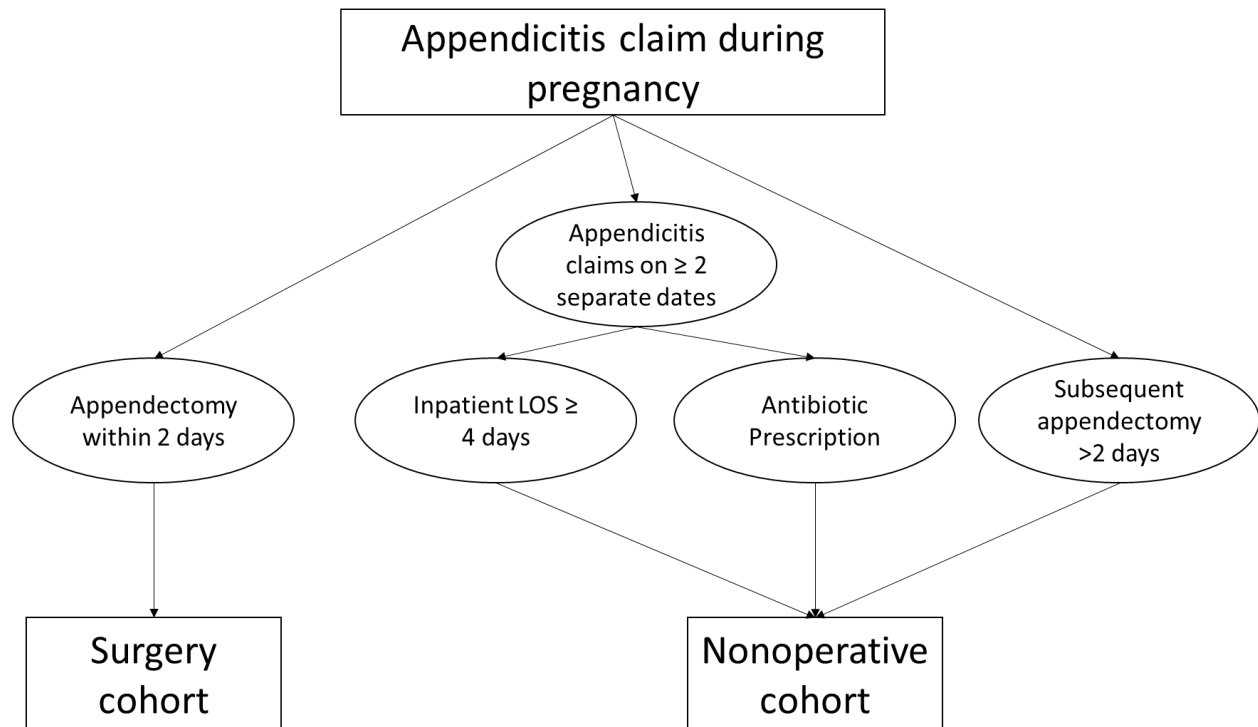 Appendicitis claim during
pregnancy
Appendicitis
claims on ≥ 2
separate dates
Appendectomy
within 2 days
Inpatient LOS ≥
4 days
Antibiotic
Prescription
Subsequent
appendectomy
>2 days
Surgery
cohort
Nonoperative
cohort